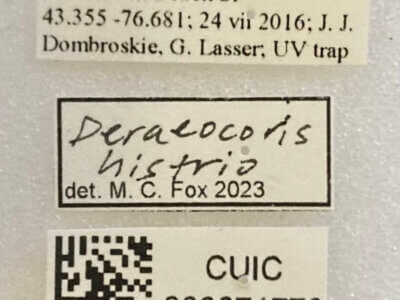 43.355 -76.681; 24 vii 2016; J. J.
Dombroskie, G. Lasser; UV trap
Deraeocoris
histrio
det. M. C. Fox 2023
CUIC